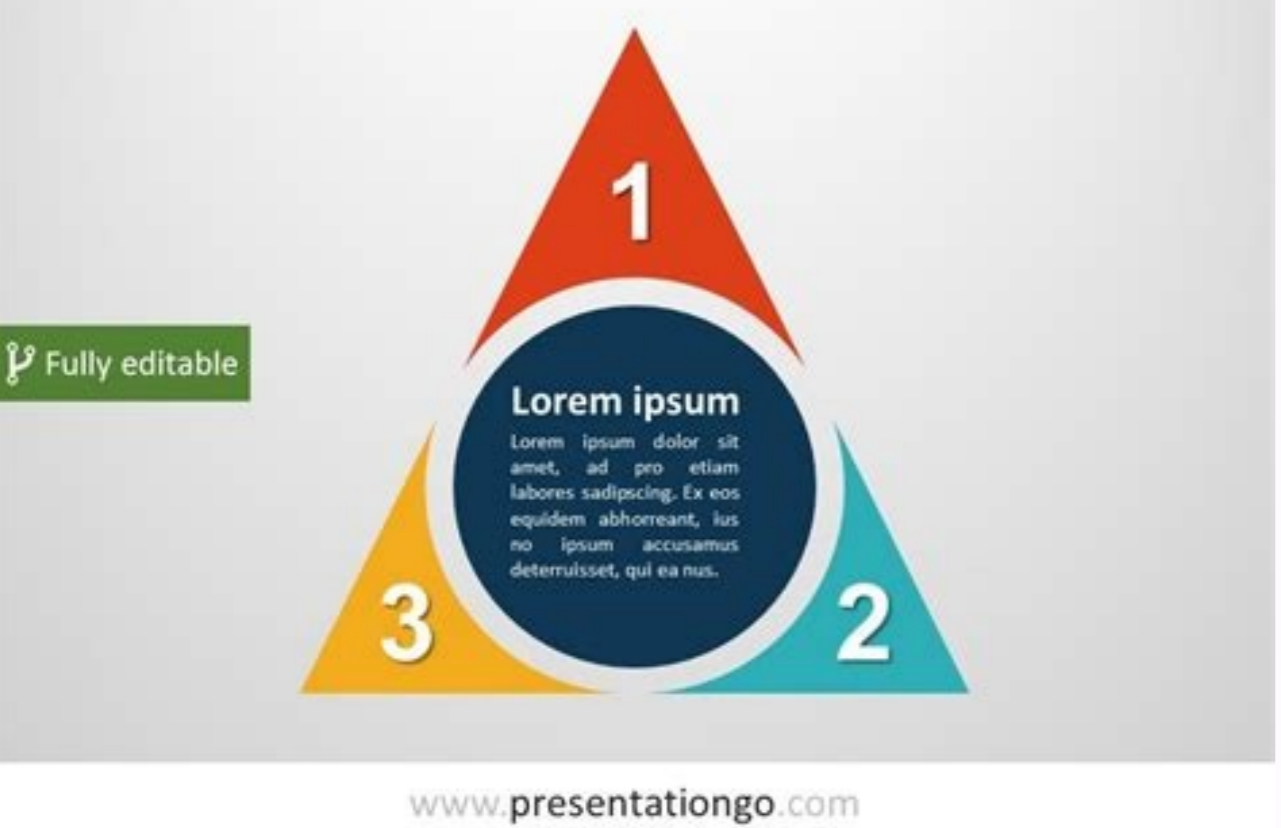 1
Fully editable
Lorem ipsum
Lorem ipsum dolor sit
amet, ad pro etiam
labores sadipscing. Ex eos
equidem abhorreant, ius
no ipsum accusamus
deterruisset, qui ea nus.
3
2
www.presentationgo.com